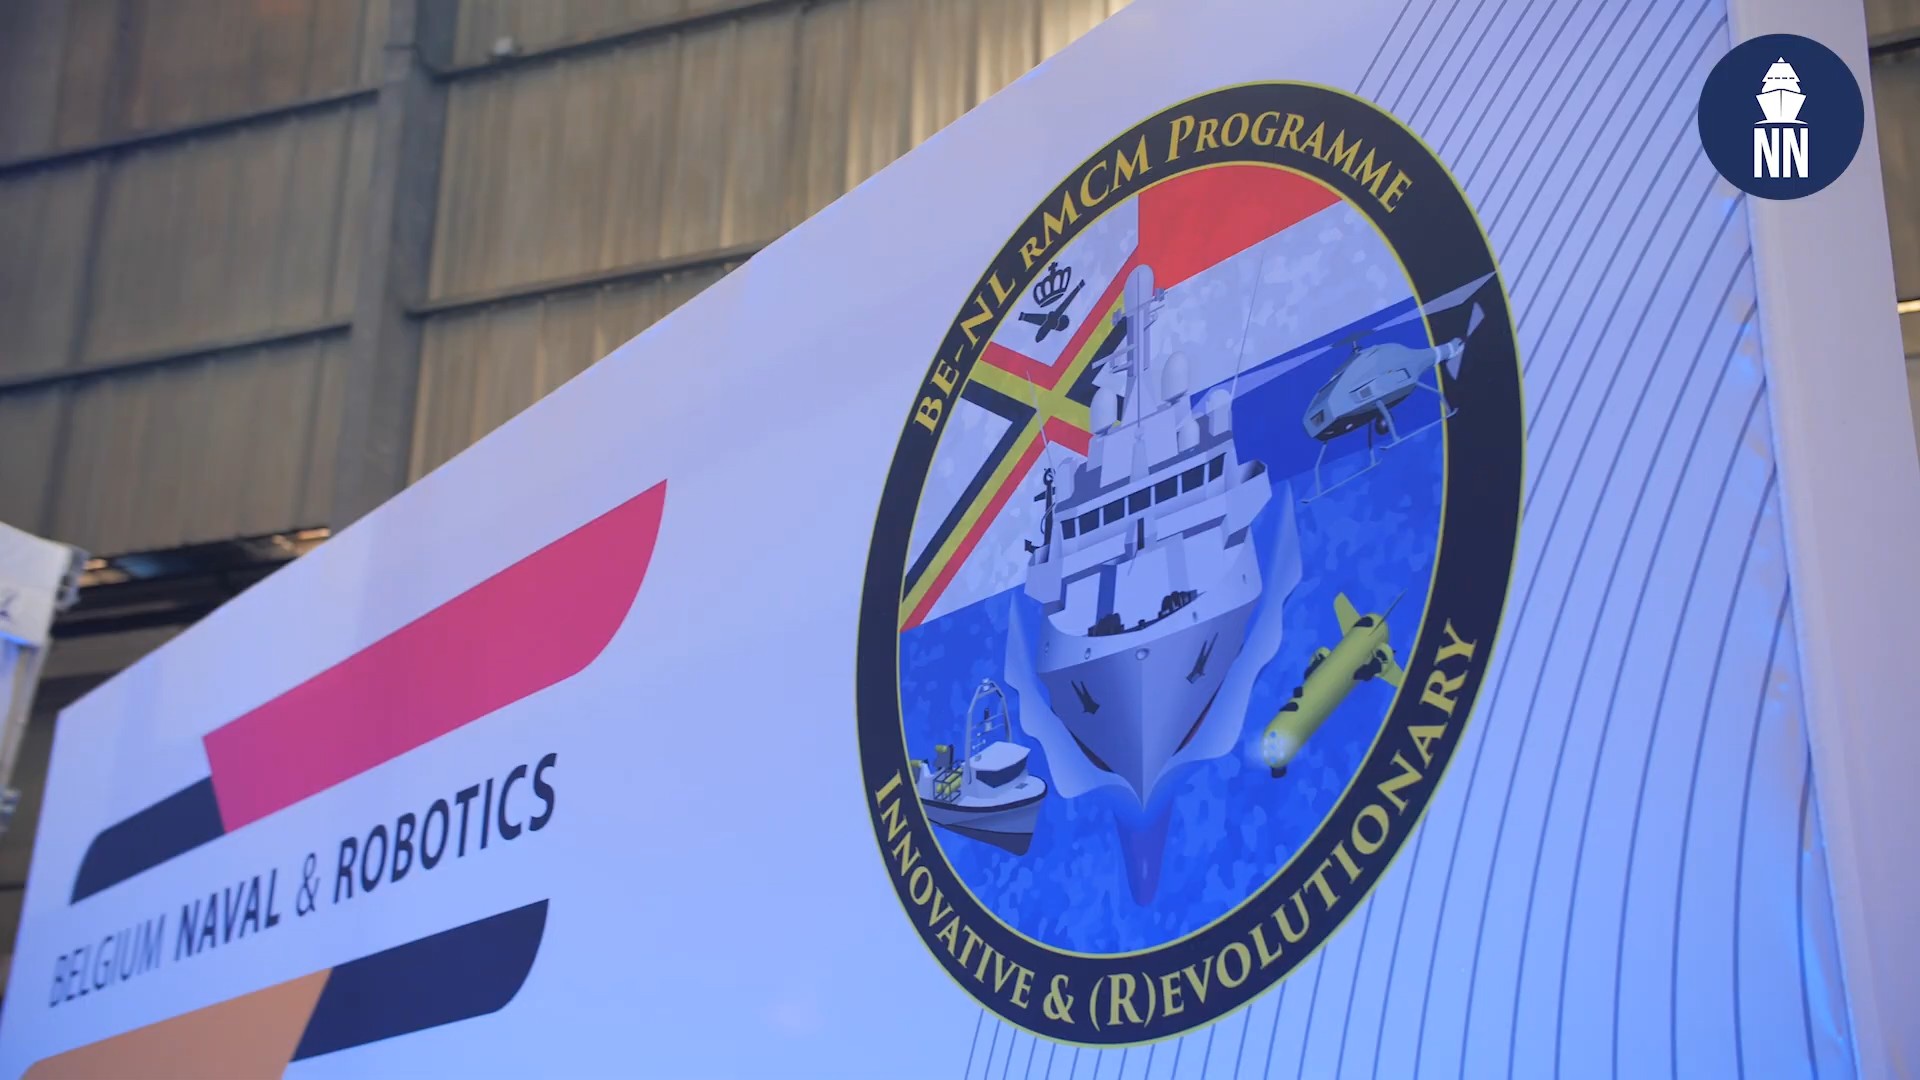 BE-NL RMCM PROGRAMME
INNOVATIVE & (R)EVOLUTIONARY
BELGIUM NAVAL & ROBOTICS
NN